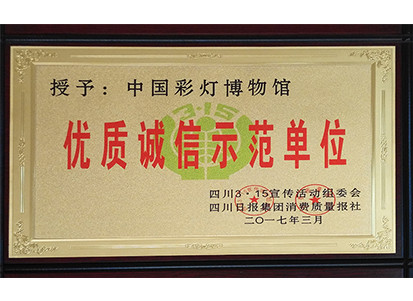 授予：中国彩灯博物馆
3·15
优质诚信示范单位
四川3·15宣传活动组委会
四川日报集团消费质量报社
二〇一七年三月